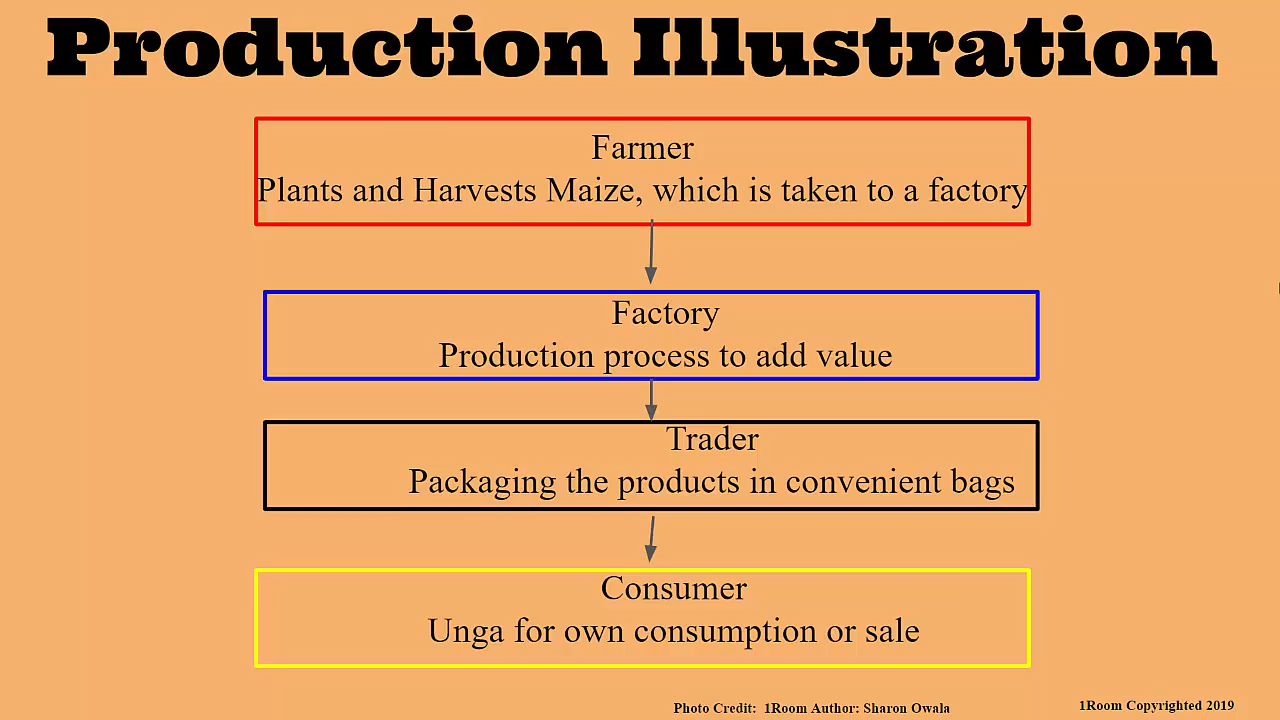 Production Illustration
Farmer
Plants and Harvests Maize, which is taken to a factory
Factory
Production process to add value
Trader
Packaging the products in convenient bags
Consumer
Unga for own consumption or sale
Photo Credit: 1Room Author: Sharon Owala
1Room Copyrighted 2019